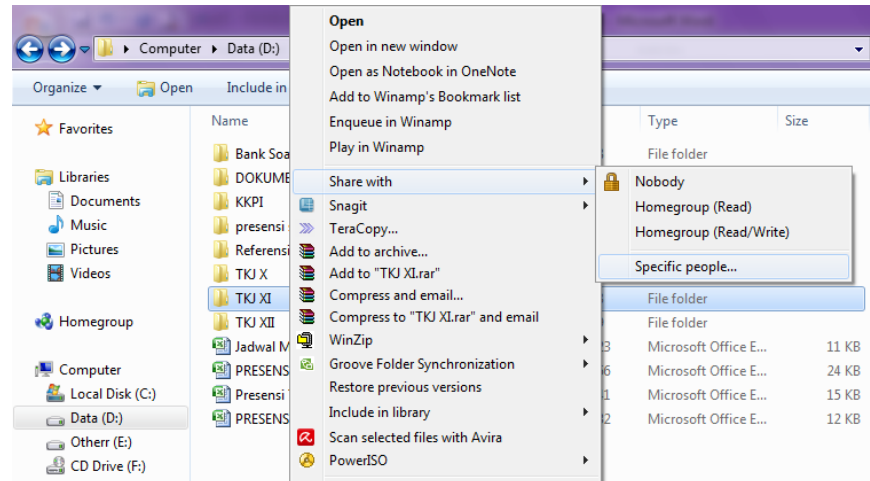 Microsoft Word
Computer ▸ Data (D:)
Organize Open Include in
Favorites
Libraries
Documents
Music
Pictures
Videos
Homegroup
Computer
Local Disk (C:)
Data (D:)
Otherr (E:)
CD Drive (F:)
Name Type Size
Bank Soa
DOKUME
KKPI
presensi
Referensi
TKJ X
TKJ XI
TKJ XII
Jadwal M
PRESENS
Presensi
PRESENS
Open
Open in new window
Open as Notebook in OneNote
Add to Winamp's Bookmark list
Enqueue in Winamp
Play in Winamp
Share with
Snagit
TeraCopy...
Add to archive...
Add to "TKJ XI.rar"
Compress and email...
Compress to "TKJ XI.rar" and email
WinZip
Groove Folder Synchronization
Restore previous versions
Include in library
Scan selected files with Avira
PowerISO
Nobody
Homegroup (Read)
Homegroup (Read/Write)
Specific people...
File folder
File folder
File folder
Microsoft Office E... 11 KB
Microsoft Office E... 24 KB
Microsoft Office E... 15 KB
Microsoft Office E... 12 KB